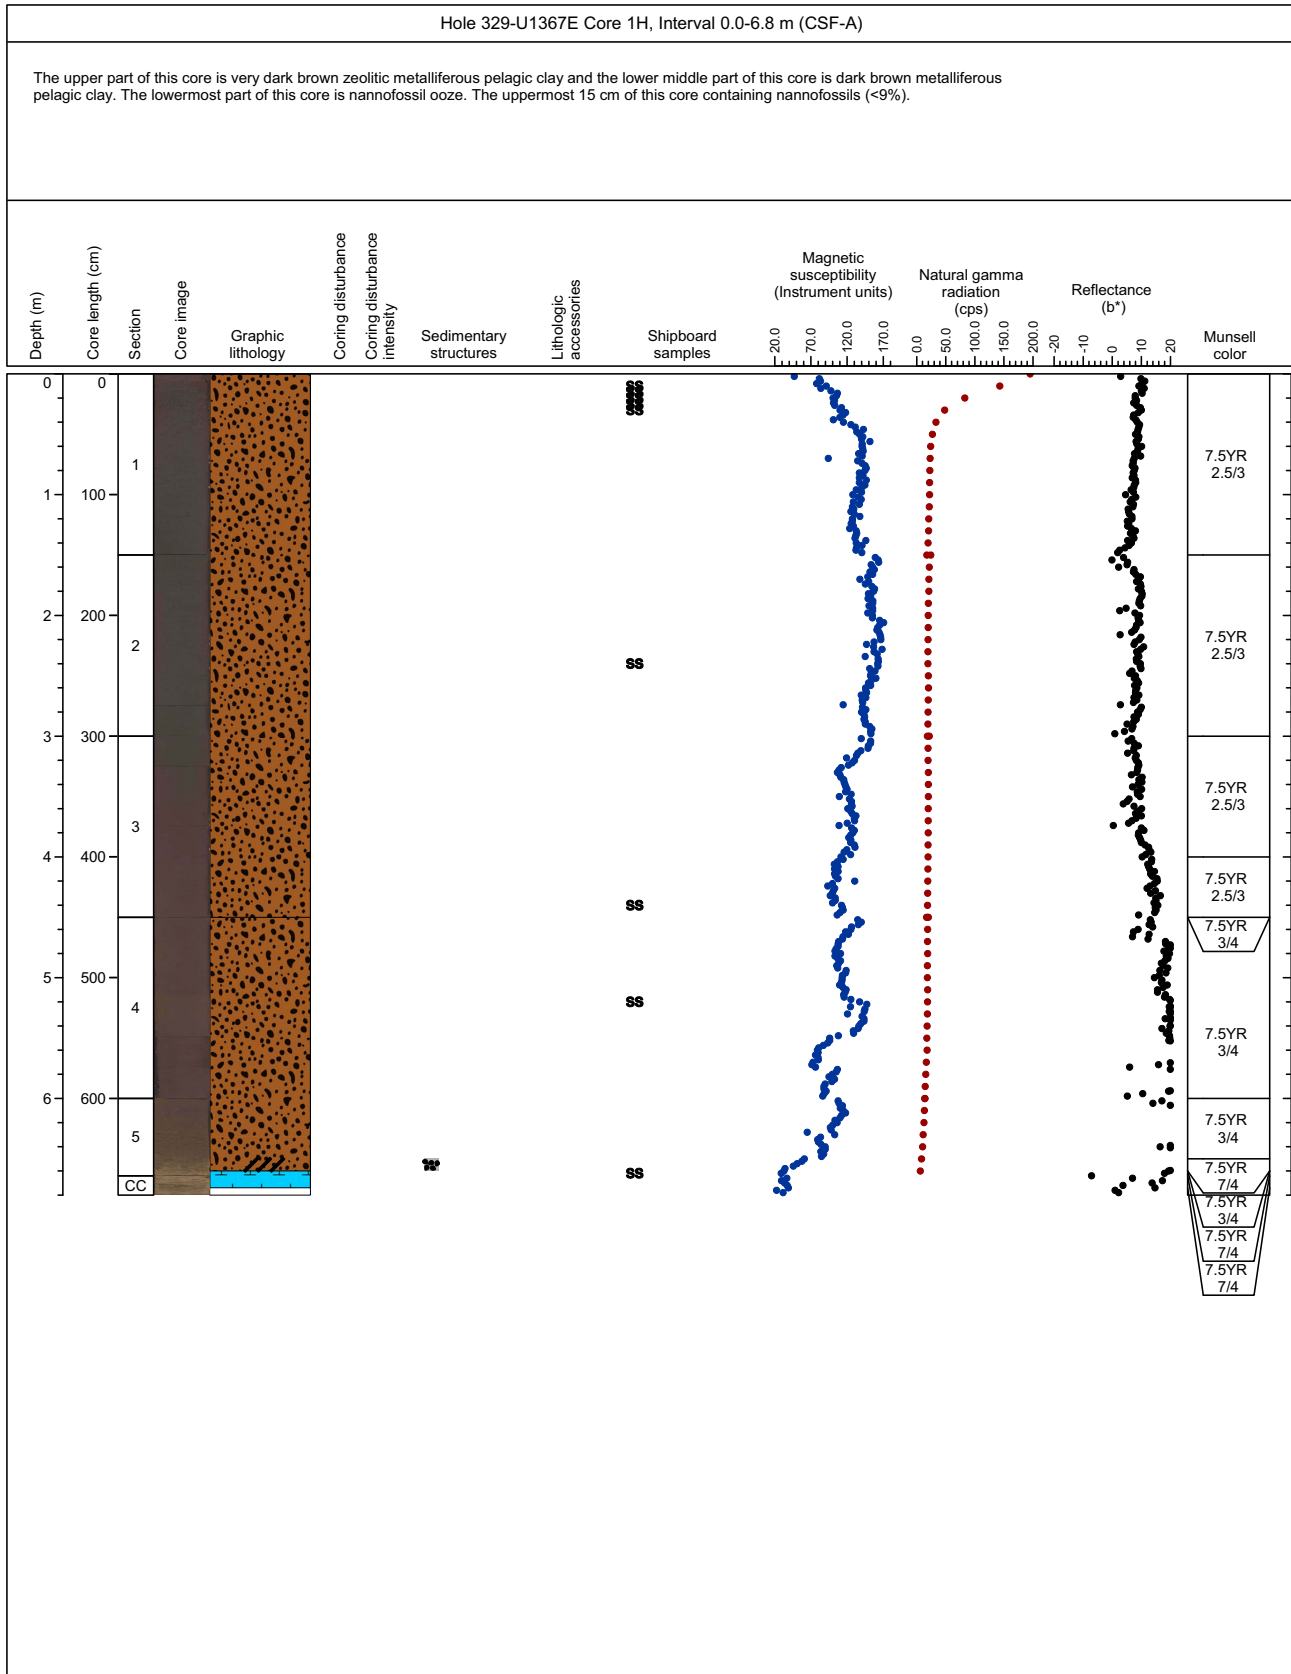 Hole 329-U1367E Core 1H, Interval 0.0-6.8 m (CSF-A)
The upper part of this core is very dark brown zeolitic metalliferous pelagic clay and the lower middle part of this core is dark brown metalliferous
pelagic clay. The lowermost part of this core is nannofossil ooze. The uppermost 15 cm of this core containing nannofossils (<9%).
Depth (m)
Core length (cm)
Section
Core image
Graphic
lithology
Coring disturbance
Coring disturbance
intensity
Sedimentary
structures
Lithologic
accessories
Shipboard
samples
Magnetic
susceptibility
(Instrument units)
20.0 70.0 120.0 170.0
Natural gamma
radiation
(cps)
0.0 50.0 100.0 150.0 200.0
Reflectance
(b*)
-20 -10 0 10 20
Munsell
color
0 0
1 100
2 200
3 300
4 400
5 500
6 600
1
2
3
4
5
CC
SS
SS
SS
SS
SS
SS
7.5YR
2.5/3
7.5YR
2.5/3
7.5YR
2.5/3
7.5YR
2.5/3
7.5YR
3/4
7.5YR
3/4
7.5YR
3/4
7.5YR
7/4
7.5YR
3/4
7.5YR
7/4
7.5YR
7/4